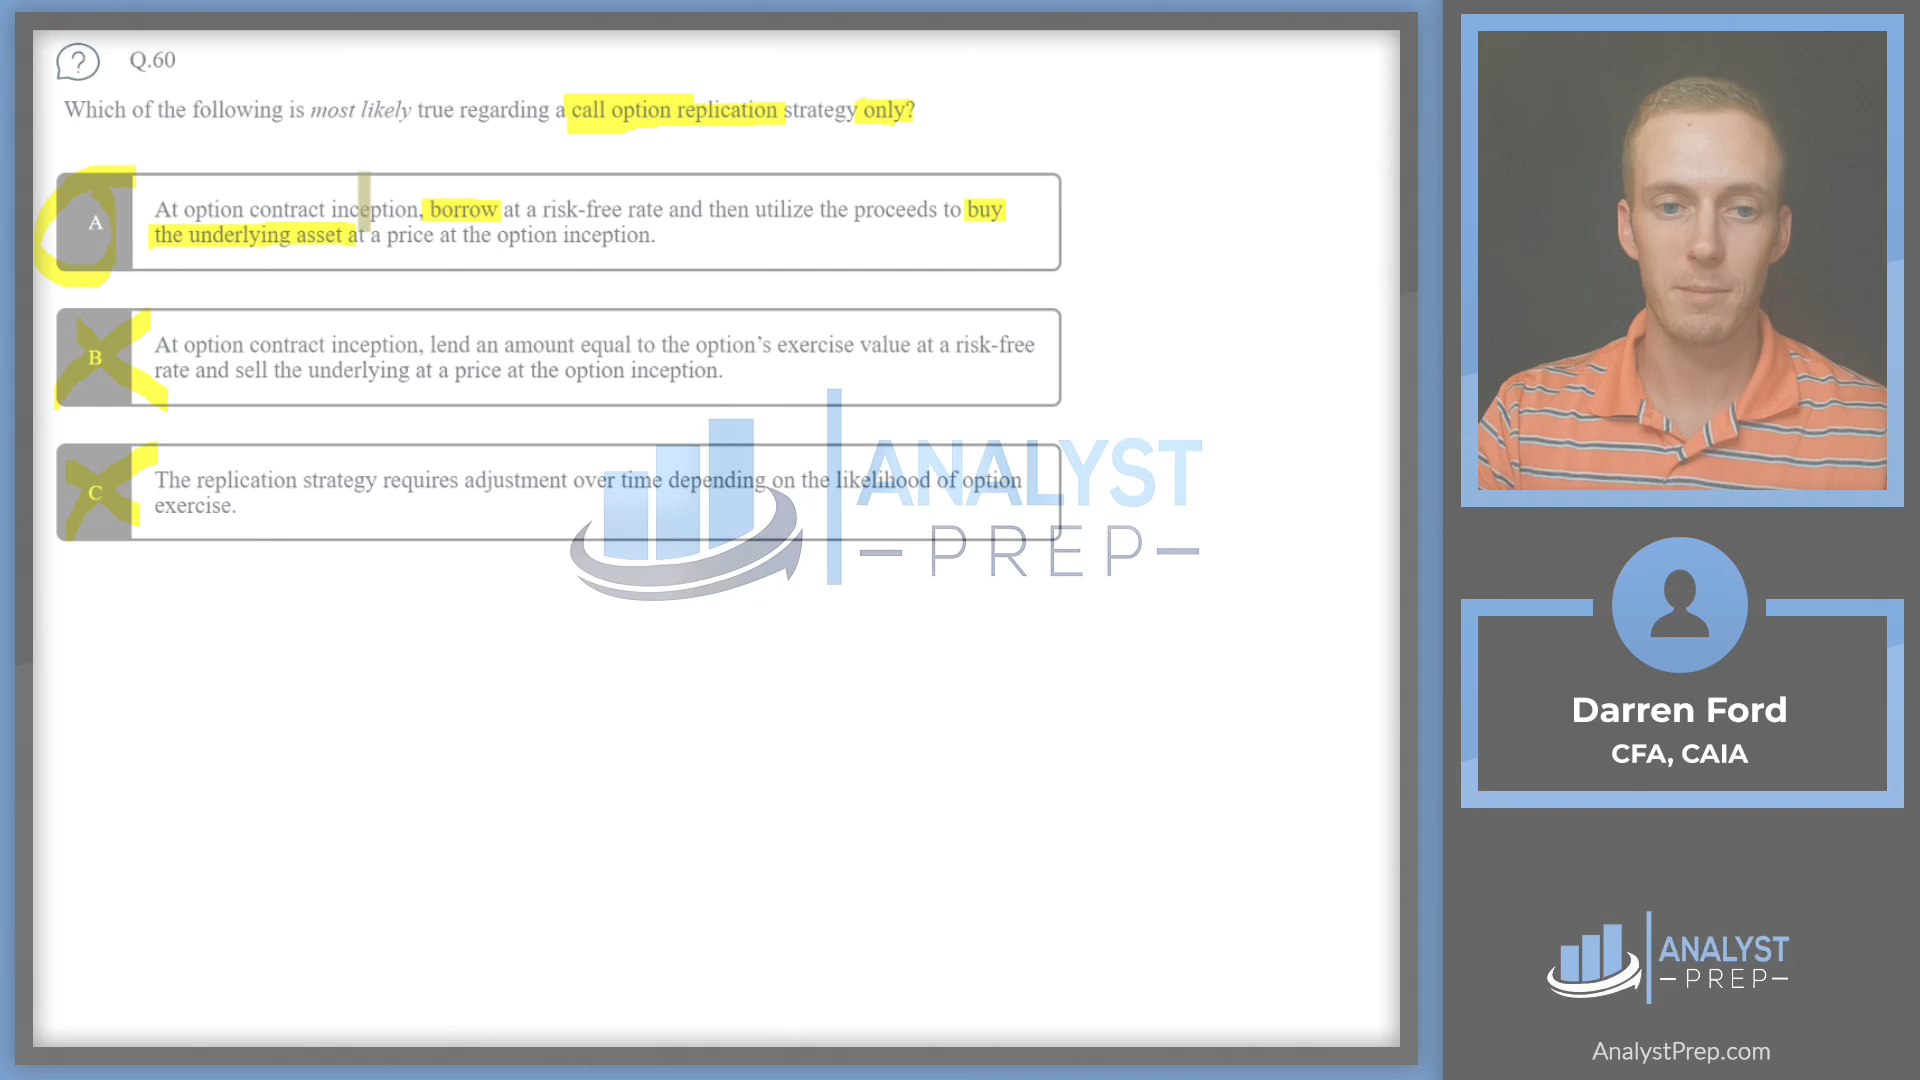 ?
Q.60
Which of the following is most likely true regarding a call option replication strategy only?
A
At option contract inception, borrow at a risk-free rate and then utilize the proceeds to buy
the underlying asset at a price at the option inception.
B
At option contract inception, lend an amount equal to the option’s exercise value at a risk-free
rate and sell the underlying at a price at the option inception.
C
The replication strategy requires adjustment over time depending on the likelihood of option
exercise.
ANALYST
PREP
Darren Ford
CFA, CAIA
ANALYST
PREP
AnalystPrep.com